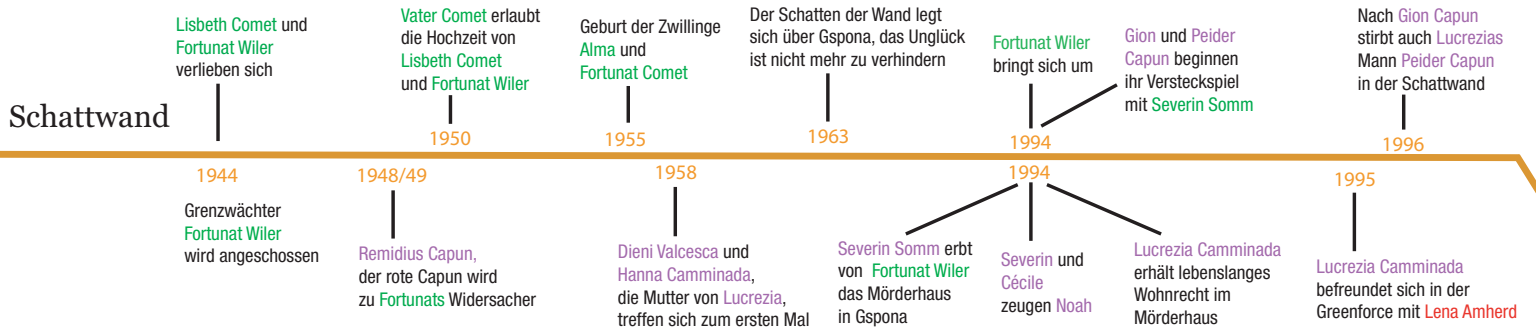 Schattwand
Lisbeth Comet und
Fortunat Wiler
verlieben sich
Vater Comet erlaubt
die Hochzeit von
Lisbeth Comet
und Fortunat Wiler
Geburt der Zwillinge
Alma und
Fortunat Comet
Der Schatten der Wand legt
sich über Gspona, das Unglück
ist nicht mehr zu verhindern
Fortunat Wiler
bringt sich um
Gion und Peider
Capun beginnen
ihr Versteckspiel
mit Severin Somm
Nach Gion Capun
stirbt auch Lucrezias
Mann Peider Capun
in der Schattwand
1950
1955
1963
1994
1996
1944
1948/49
1958
1994
1995
Grenzwächter
Fortunat Wiler
wird angeschossen
Remidius Capun,
der rote Capun wird
zu Fortunats Widersacher
Dieni Valcesca und
Hanna Camminada,
die Mutter von Lucrezia,
treffen sich zum ersten Mal
Severin Somm erbt
von Fortunat Wiler
das Mörderhaus
in Gspona
Severin und
Cécile
zeugen Noah
Lucrezia Camminada
erhält lebenslanges
Wohnrecht im
Mörderhaus
Lucrezia Camminada
befreundet sich in der
Greenforce mit Lena Amherd